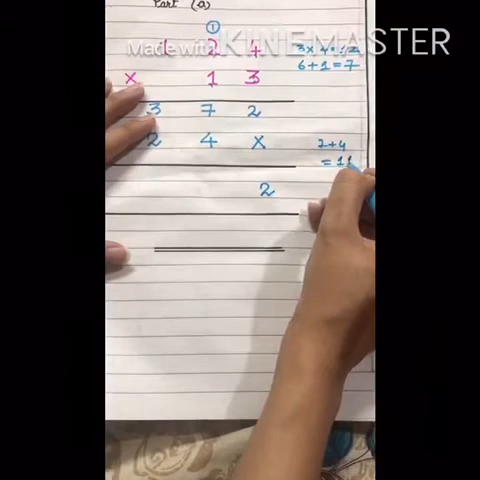 Part (a)
1
Made with KINEMASTER
1 2 4
3 x 4 = 12
6 + 1 = 7
x 1 3
3 7 2
2 4 x
2 + 4
= 11
2